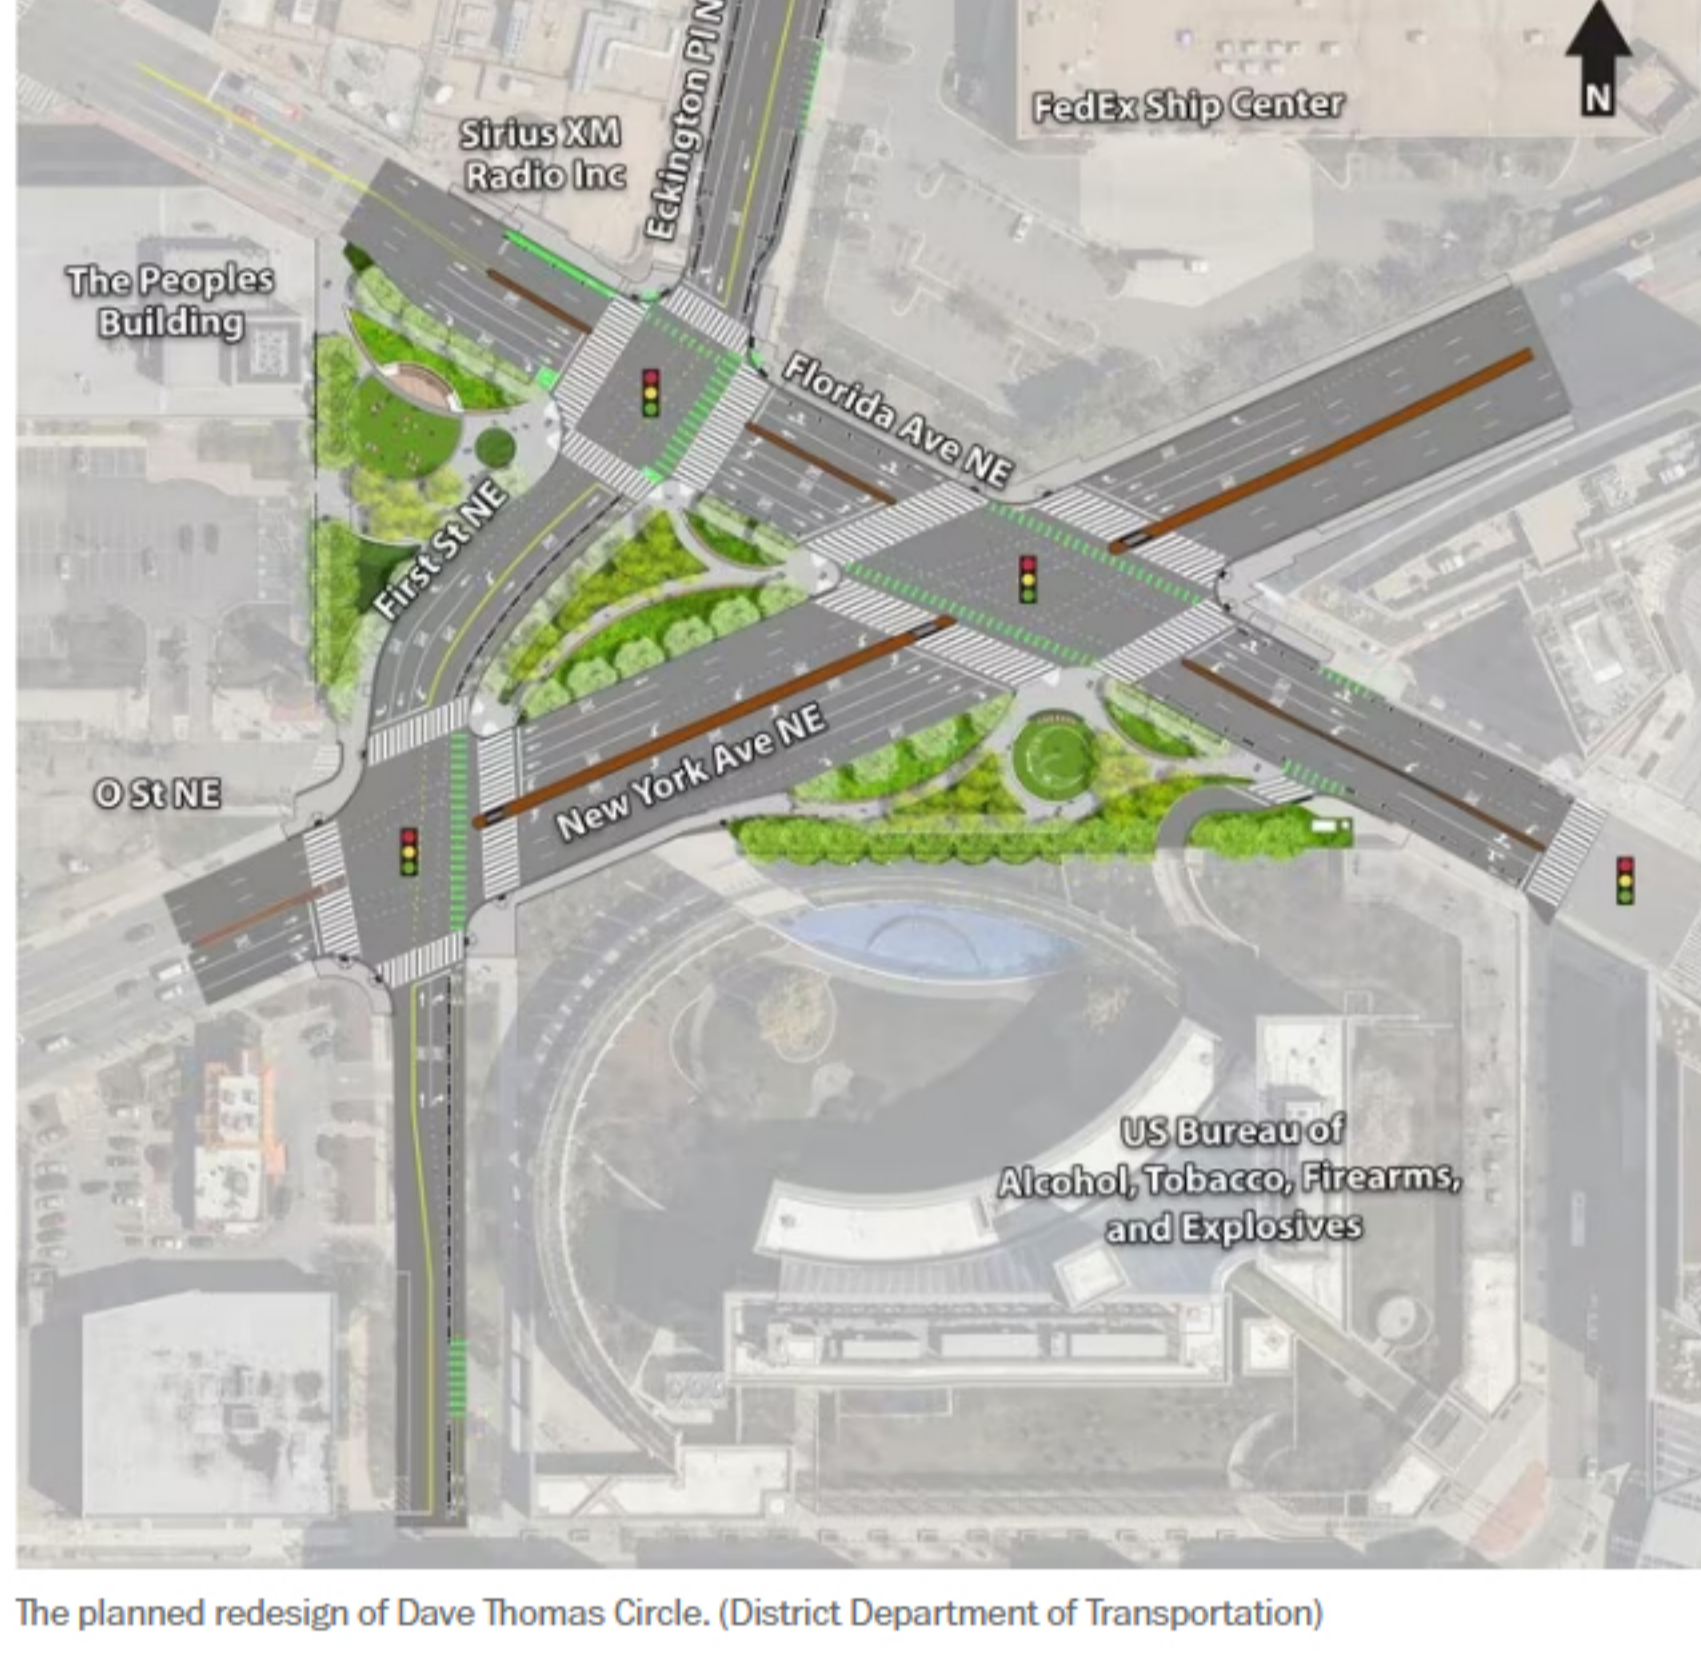 Eckington Pl N
N
FedEx Ship Center
Sirius XM
Radio Inc
The Peoples
Building
Florida Ave NE
First St NE
O St NE
New York Ave NE
US Bureau of
Alcohol, Tobacco, Firearms,
and Explosives
The planned redesign of Dave Thomas Circle. (District Department of Transportation)